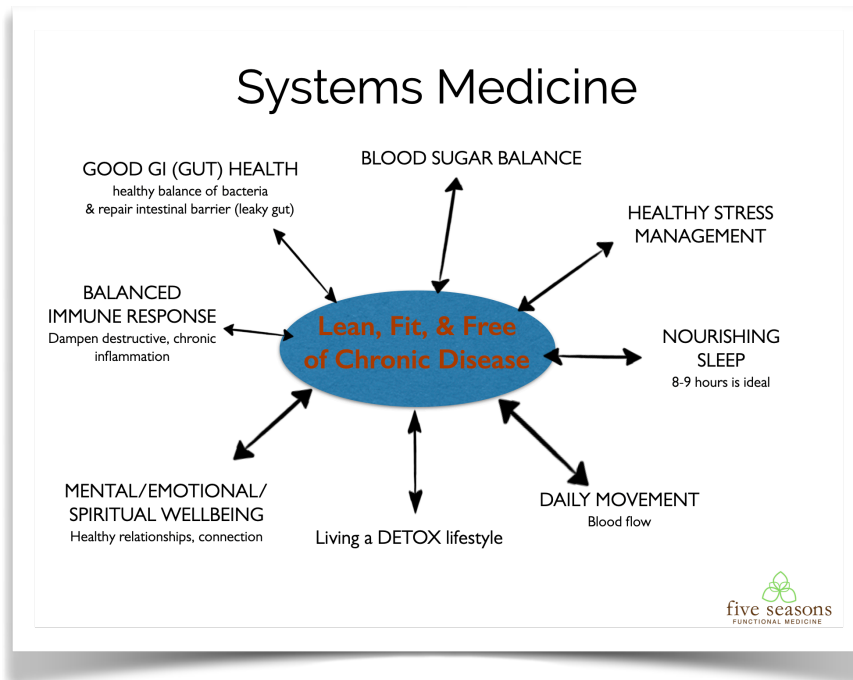 Systems Medicine
GOOD GI (GUT) HEALTH
healthy balance of bacteria
& repair intestinal barrier (leaky gut)
BLOOD SUGAR BALANCE
HEALTHY STRESS
MANAGEMENT
BALANCED
IMMUNE RESPONSE
Dampen destructive, chronic
inflammation
Lean, Fit, & Free
of Chronic Disease
NOURISHING
SLEEP
8-9 hours is ideal
MENTAL/EMOTIONAL/
SPIRITUAL WELLBEING
Healthy relationships, connection
Living a DETOX lifestyle
DAILY MOVEMENT
Blood flow
five seasons
FUNCTIONAL MEDICINE